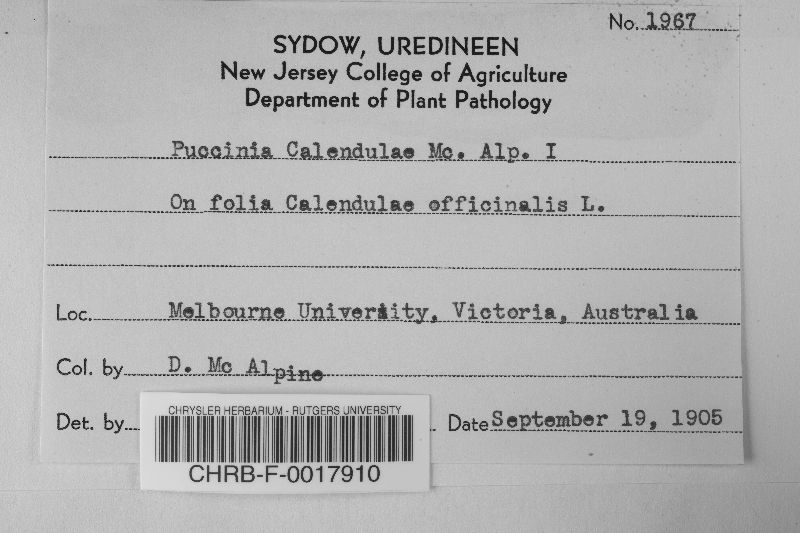 No. 1967
SYDOW, UREDINEEN
New Jersey College of Agriculture
Department of Plant Pathology
Puccinia Calendulae Mc. Alp. I
On folia Calendulae officinalis L.
Loc. Melbourne Univeriity, Victoria, Australia
Col. by D. Mc Alpine
Det. by Date September 19, 1905
CHRYSLER HERBARIUM - RUTGERS UNIVERSITY
CHRB-F-0017910